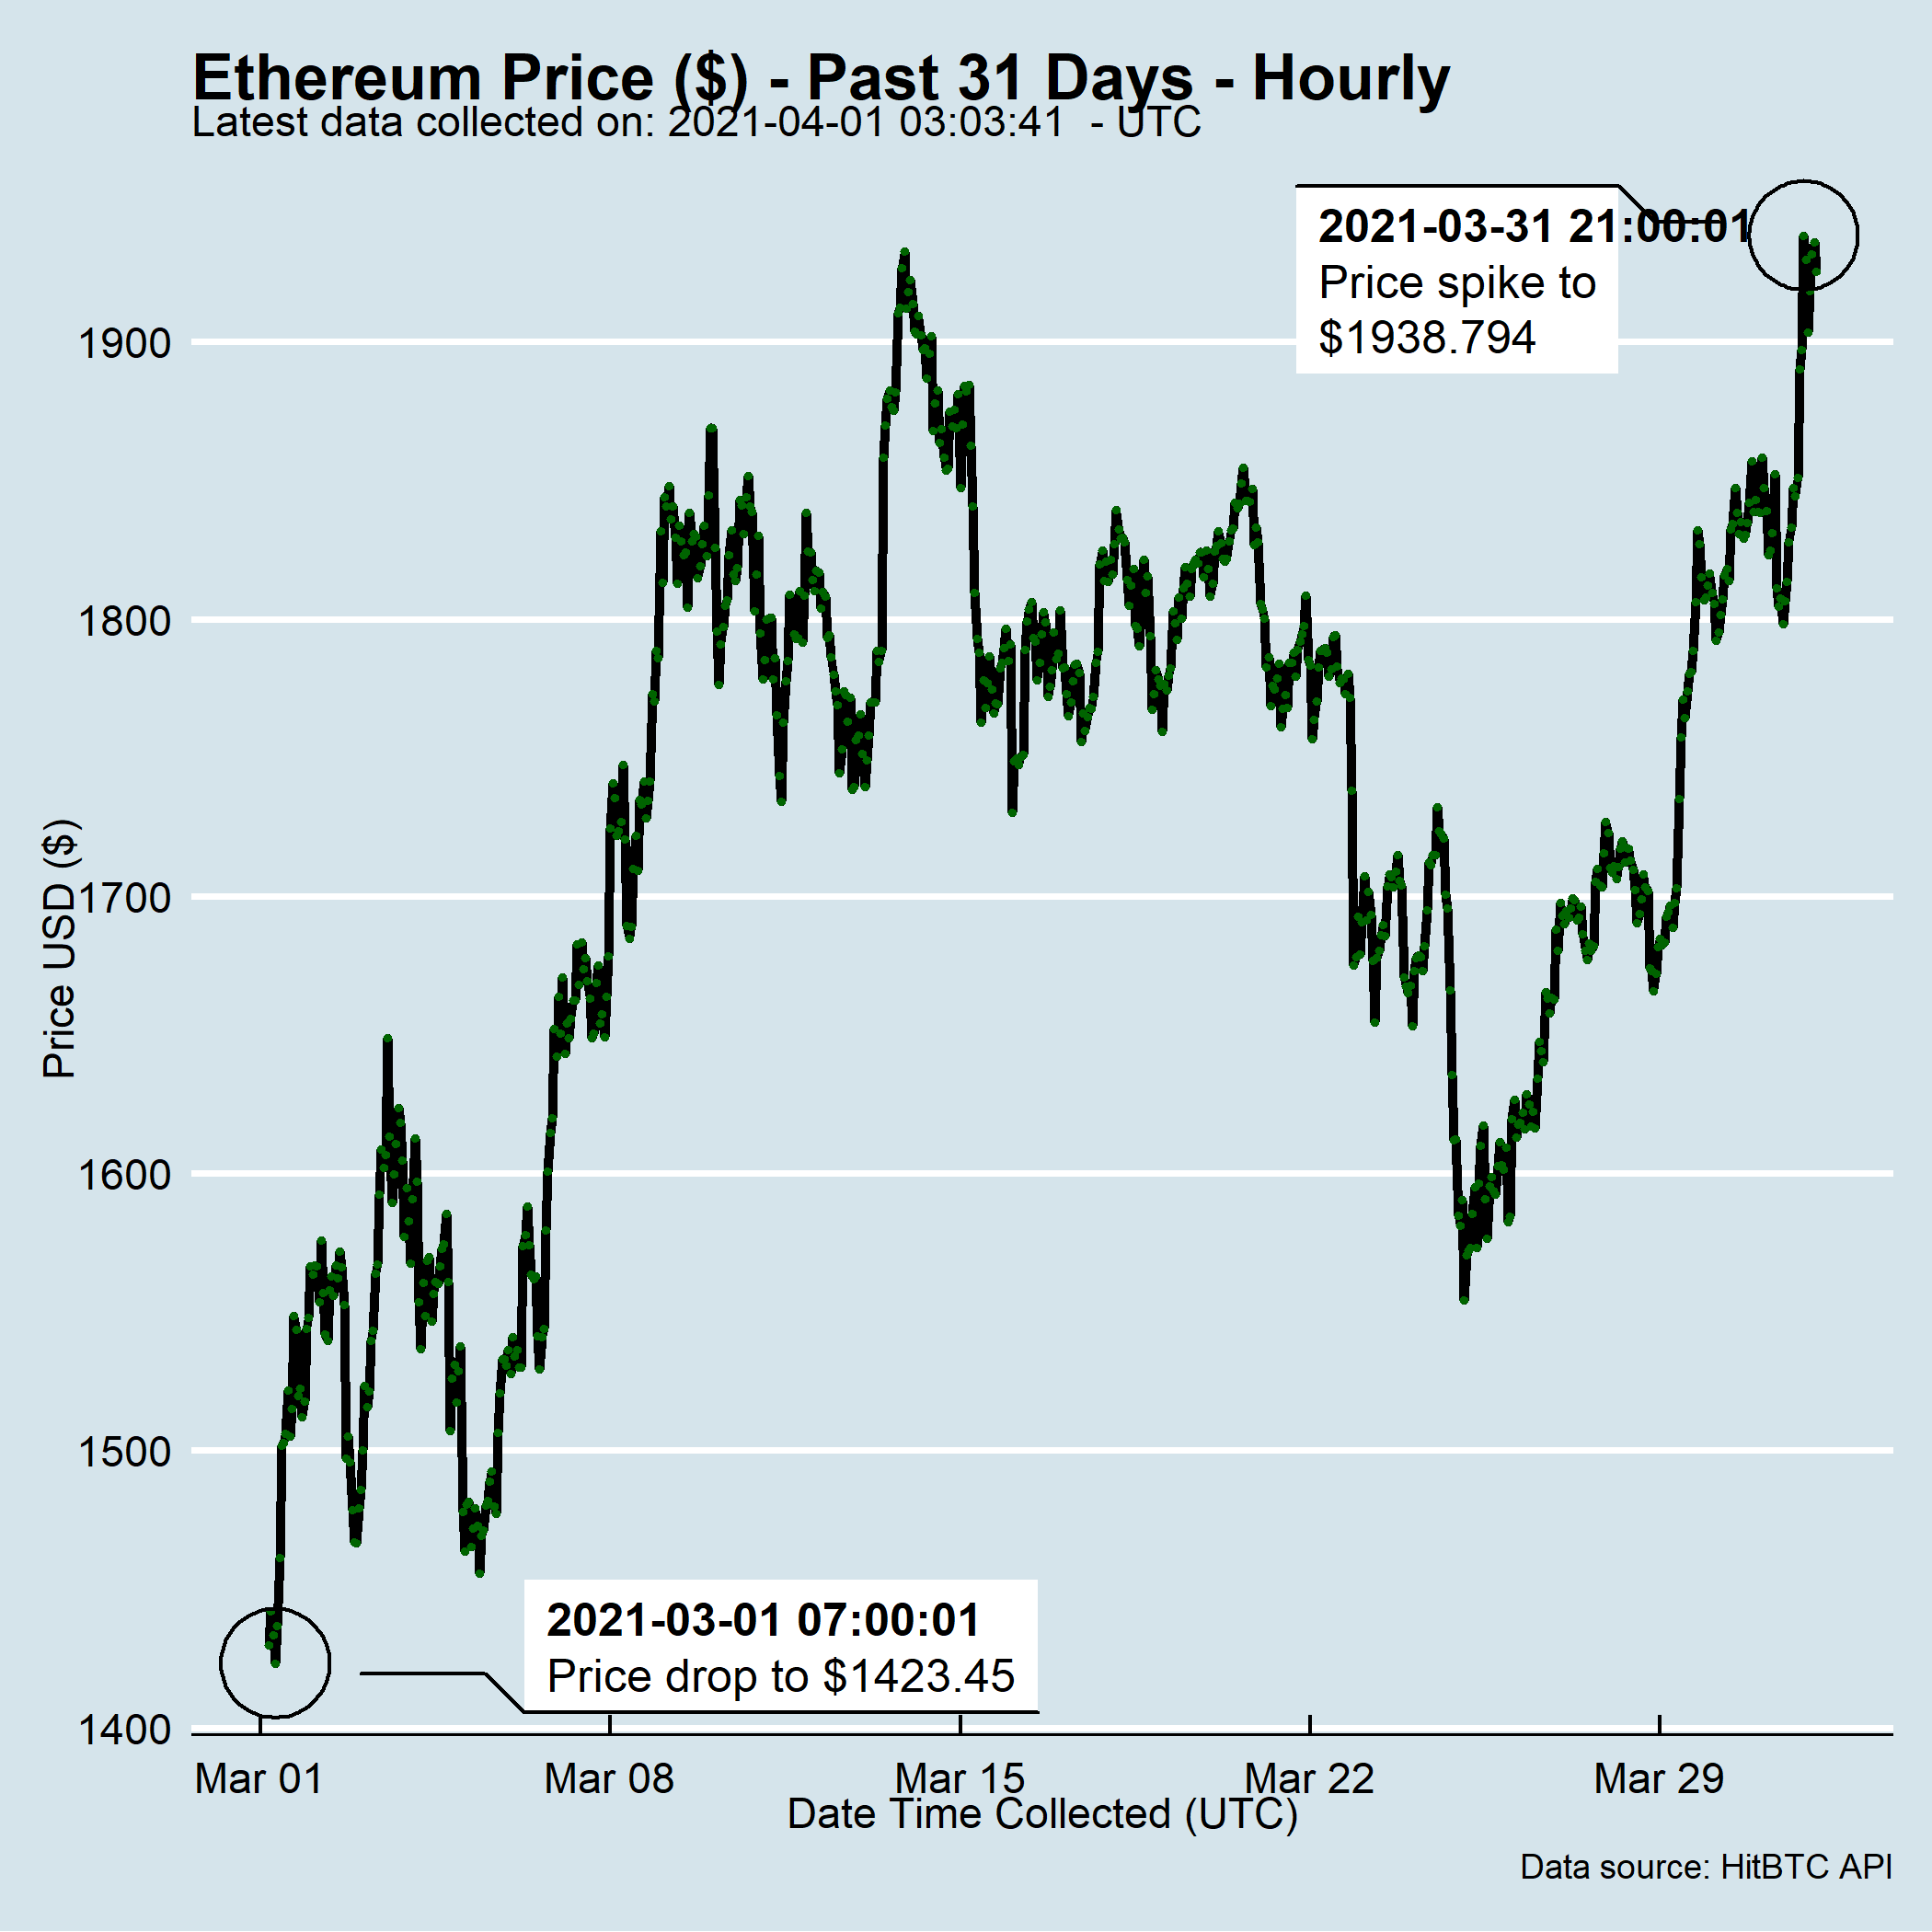 Ethereum Price ($) - Past 31 Days - Hourly
Latest data collected on: 2021-04-01 03:03:41  - UTC
2021-03-31 21:00:01
Price spike to
$1938.794
1900
1800
1700
1600
1500
1400
Price USD ($)
2021-03-01 07:00:01
Price drop to $1423.45
Mar 01
Mar 08
Mar 15
Mar 22
Mar 29
Date Time Collected (UTC)
Data source: HitBTC API